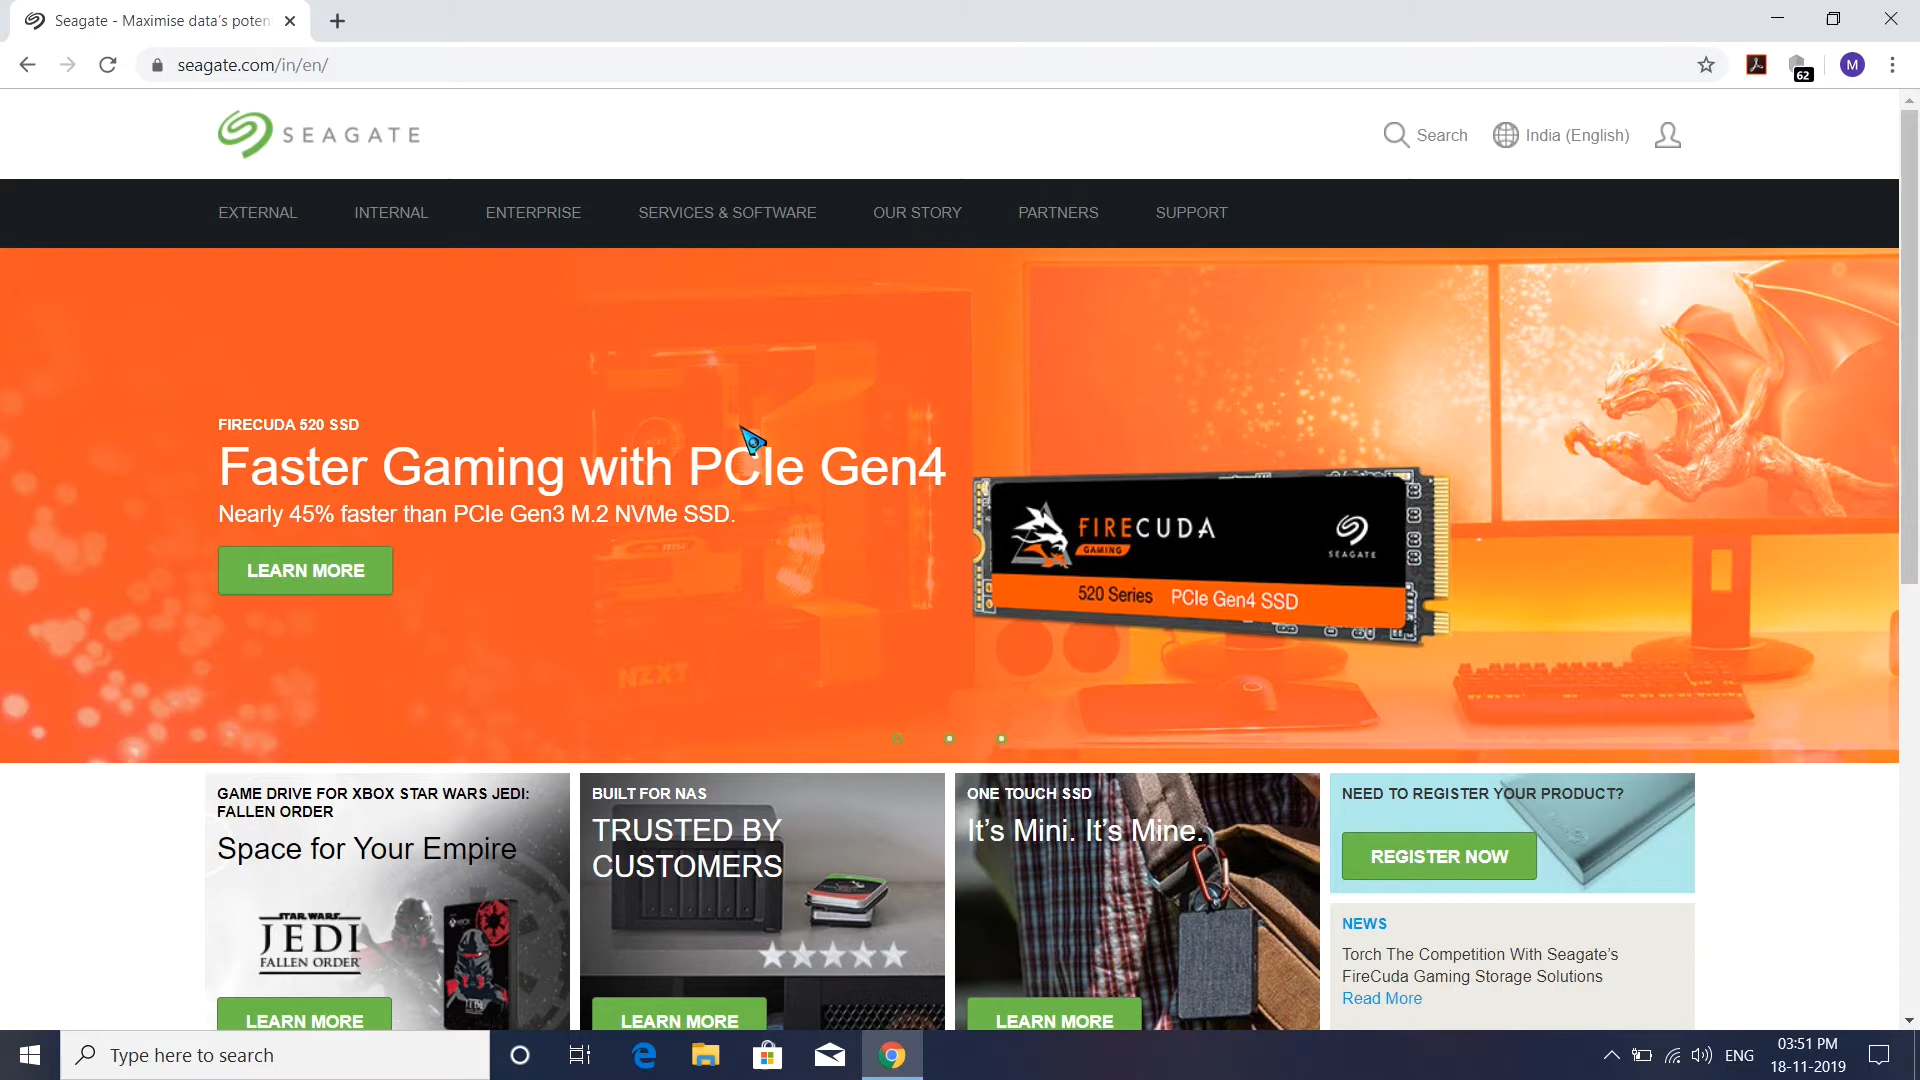 Seagate - Maximise data's poten
seagate.com/in/en/
62
M
SEAGATE
Search
India (English)
EXTERNAL
INTERNAL
ENTERPRISE
SERVICES & SOFTWARE
OUR STORY
PARTNERS
SUPPORT
FIRECUDA 520 SSD
Faster Gaming with PCIe Gen4
Nearly 45% faster than PCIe Gen3 M.2 NVMe SSD.
LEARN MORE
FIRECUDA
GAMING
SEAGATE
520 Series PCIe Gen4 SSD
NZXT
GAME DRIVE FOR XBOX STAR WARS JEDI:
FALLEN ORDER
Space for Your Empire
STAR WARS
JEDI
FALLEN ORDER
LEARN MORE
BUILT FOR NAS
TRUSTED BY
CUSTOMERS
LEARN MORE
ONE TOUCH SSD
It's Mini. It's Mine.
LEARN MORE
NEED TO REGISTER YOUR PRODUCT?
REGISTER NOW
NEWS
Torch The Competition With Seagate's
FireCuda Gaming Storage Solutions
Read More
Type here to search
ENG
03:51 PM
18-11-2019